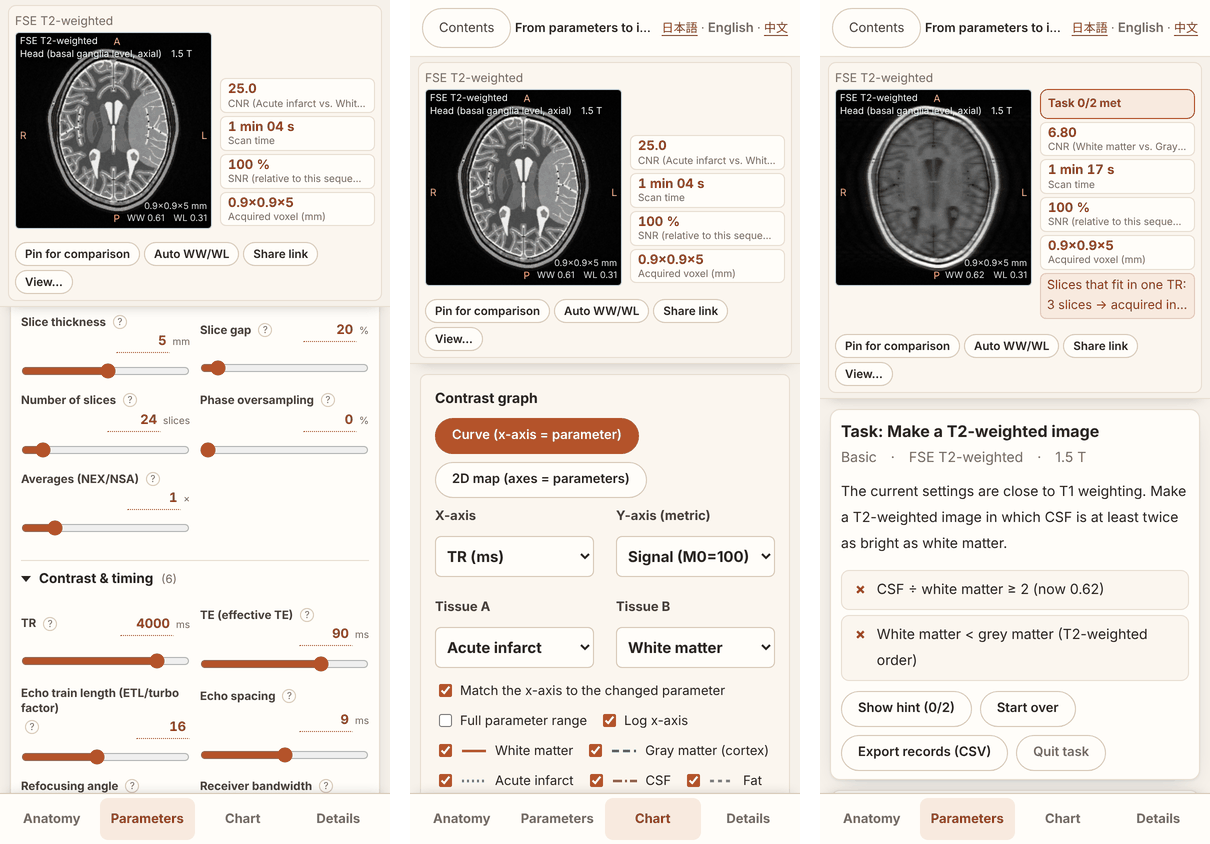 FSE T2-weighted
FSE T2-weighted
A
Head (basal ganglia level, axial) 1.5 T
R
L
0.9×0.9×5 mm
P WW 0.61 WL 0.31
25.0
CNR (Acute infarct vs. Whit...
1 min 04 s
Scan time
100 %
SNR (relative to this seque...
0.9×0.9×5
Acquired voxel (mm)
Pin for comparison
Auto WW/WL
Share link
View...
Slice thickness ?
5 mm
Slice gap ?
20 %
Number of slices ?
24 slices
Phase oversampling ?
0 %
Averages (NEX/NSA) ?
1 ×
Contrast & timing (6)
TR ?
4000 ms
TE (effective TE) ?
90 ms
Echo train length (ETL/turbo
factor)
?
16
Echo spacing ?
9 ms
Refocusing angle
Receiver bandwidth
Anatomy
Parameters
Chart
Details
Contents
From parameters to i...
日本語 · English · 中文
FSE T2-weighted
FSE T2-weighted
A
Head (basal ganglia level, axial) 1.5 T
R
L
0.9×0.9×5 mm
P WW 0.61 WL 0.31
25.0
CNR (Acute infarct vs. Whit...
1 min 04 s
Scan time
100 %
SNR (relative to this seque...
0.9×0.9×5
Acquired voxel (mm)
Pin for comparison
Auto WW/WL
Share link
View...
Contrast graph
Curve (x-axis = parameter)
2D map (axes = parameters)
X-axis
Y-axis (metric)
TR (ms)
Signal (M0=100)
Tissue A
Tissue B
Acute infarct
White matter
Match the x-axis to the changed parameter
Full parameter range
Log x-axis
White matter
Gray matter (cortex)
Acute infarct
CSF
Fat
Anatomy
Parameters
Chart
Details
Contents
From parameters to i...
日本語 · English · 中文
FSE T2-weighted
FSE T2-weighted
A
Head (basal ganglia level, axial) 1.5 T
R
L
0.9×0.9×5 mm
P WW 0.62 WL 0.31
Task 0/2 met
6.80
CNR (White matter vs. Gray...
1 min 17 s
Scan time
100 %
SNR (relative to this seque...
0.9×0.9×5
Acquired voxel (mm)
Slices that fit in one TR:
3 slices → acquired in...
Pin for comparison
Auto WW/WL
Share link
View...
Task: Make a T2-weighted image
Basic · FSE T2-weighted · 1.5 T
The current settings are close to T1 weighting. Make
a T2-weighted image in which CSF is at least twice
as bright as white matter.
× CSF ÷ white matter ≥ 2 (now 0.62)
× White matter < grey matter (T2-weighted
order)
Show hint (0/2)
Start over
Export records (CSV)
Quit task
Anatomy
Parameters
Chart
Details